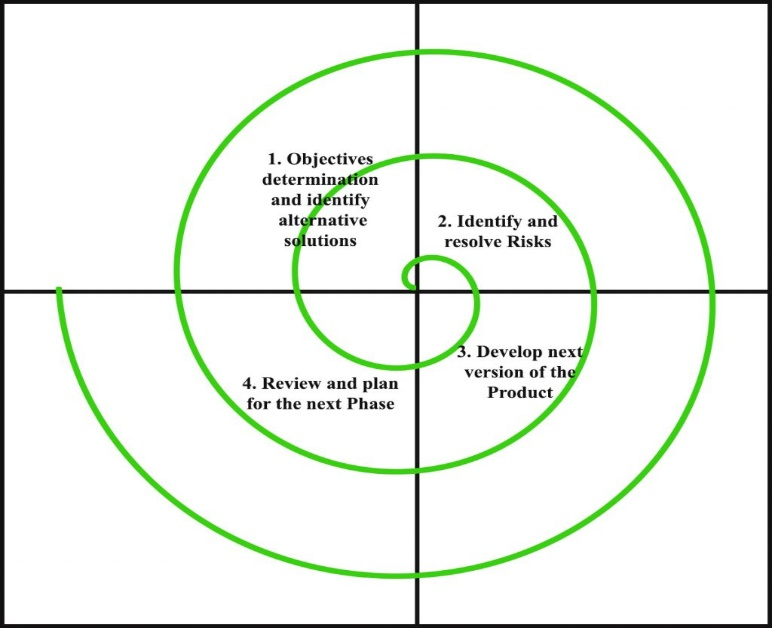 1. Objectives
determination
and identify
alternative
solutions
2. Identify and
resolve Risks
3. Develop next
version of the
Product
4. Review and plan
for the next Phase